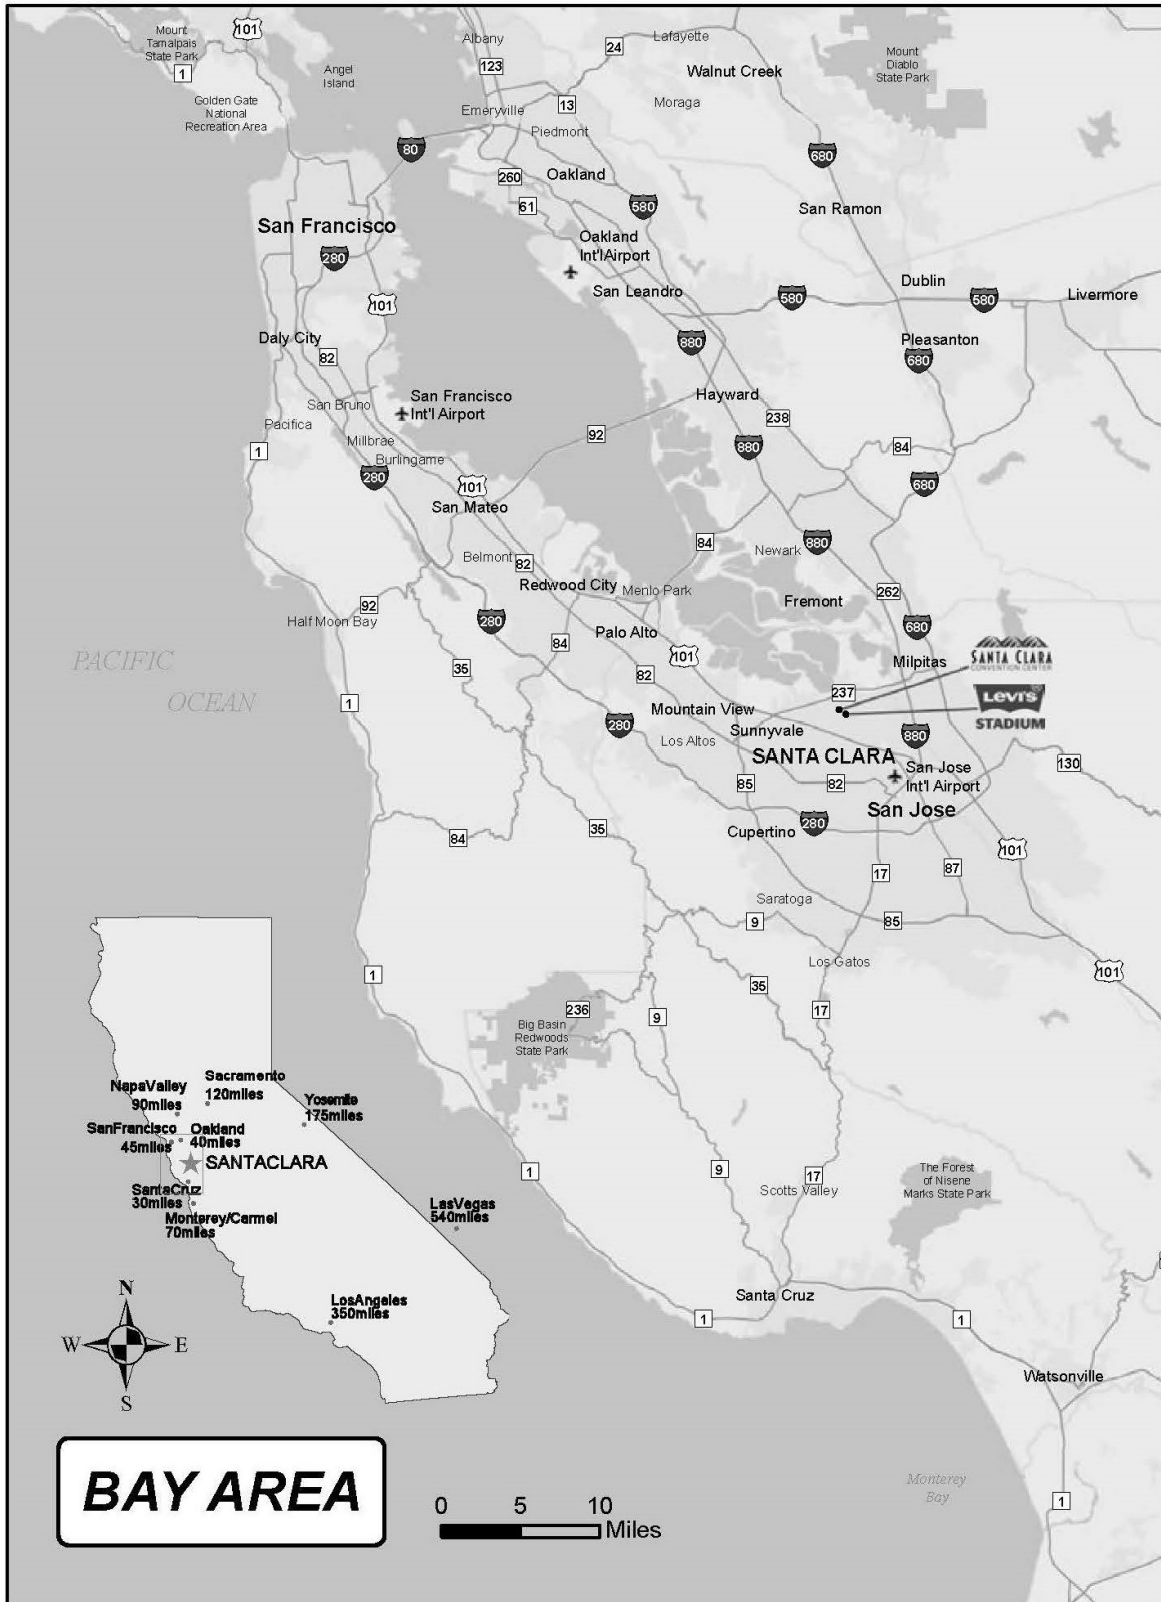 Mount
Tamalpais
State Park
101
1
Angel
Island
Golden Gate
National
Recreation Area
Albany
123
24
Lafayette
Walnut Creek
Mount
Diablo
State Park
Emeryville
13
Moraga
Piedmont
80
260
Oakland
61
580
680
San Ramon
San Francisco
280
Oakland
Int'l Airport
San Leandro
580
Dublin
580
Livermore
101
Daly City
82
880
Pleasanton
680
San Francisco
Int'l Airport
San Bruno
Hayward
238
Pacifica
1
Millbrae
Burlingame
280
92
880
84
680
101
San Mateo
Belmont
82
84
Newark
880
Redwood City
Menlo Park
262
Fremont
92
Half Moon Bay
280
84
Palo Alto
680
101
Milpitas
SANTA CLARA
CONVENTION CENTER
35
82
237
LEVI'S
STADIUM
PACIFIC
OCEAN
1
280
Mountain View
Sunnyvale
Los Altos
880
SANTA CLARA
San Jose
Int'l Airport
130
85
82
San Jose
84
35
Cupertino
280
101
17
87
Saratoga
9
85
Los Gatos
101
1
35
236
9
17
Big Basin
Redwoods
State Park
1
9
17
Scotts Valley
The Forest
of Nisene
Marks State Park
Santa Cruz
1
1
Watsonville
Monterey
Bay
1
NapaValley
90miles
Sacramento
120miles
Yosemite
175miles
SanFrancisco
45miles
Oakland
40miles
SANTACLARA
SantaCruz
30miles
Monterey/Carmel
70miles
LasVegas
540miles
LosAngeles
350miles
N
W
E
S
BAY AREA
0 5 10
Miles